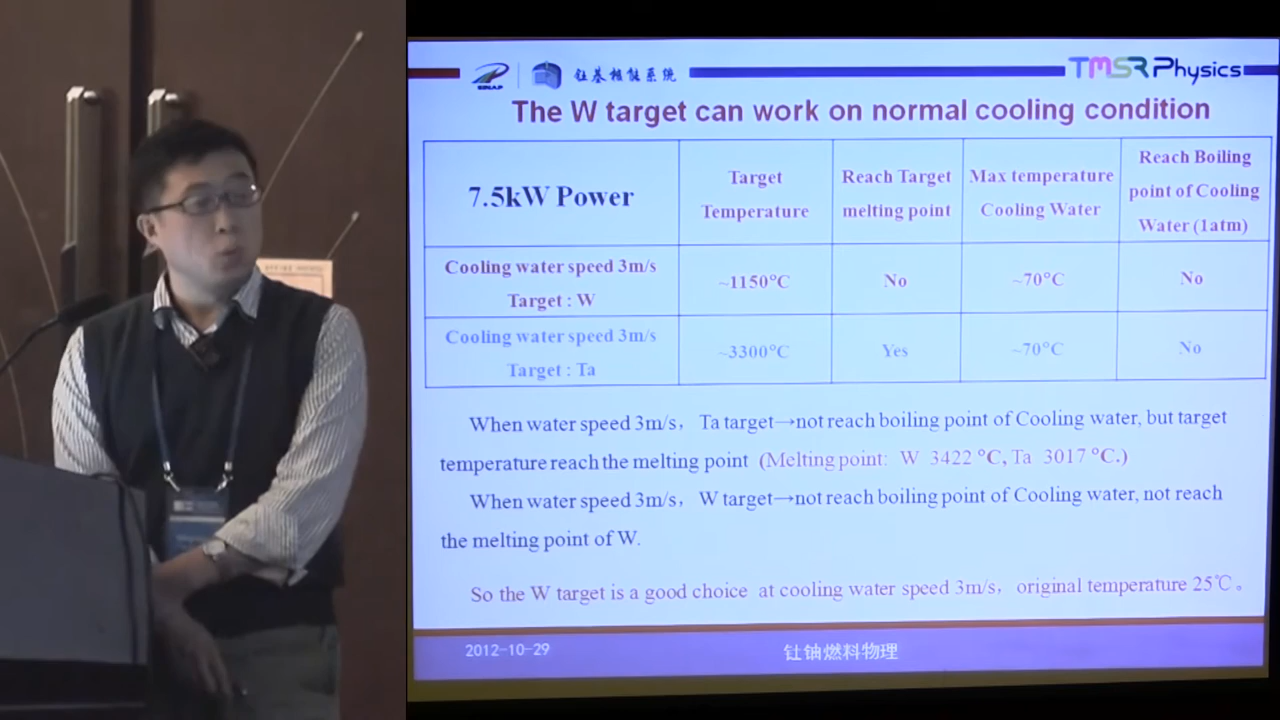 SINAP
钍基核能系统
TMSR Physics
The W target can work on normal cooling condition
7.5kW Power
Target
Temperature
Reach Target
melting point
Max temperature
Cooling Water
Reach Boiling
point of Cooling
Water (1atm)
Cooling water speed 3m/s
Target : W
~1150°C
No
~70°C
No
Cooling water speed 3m/s
Target : Ta
~3300°C
Yes
~70°C
No
When water speed 3m/s, Ta target→not reach boiling point of Cooling water, but target
temperature reach the melting point (Melting point: W 3422 °C, Ta 3017 °C.)
When water speed 3m/s, W target→not reach boiling point of Cooling water, not reach
the melting point of W.
So the W target is a good choice at cooling water speed 3m/s, original temperature 25℃。
2012-10-29
钍铀燃料物理